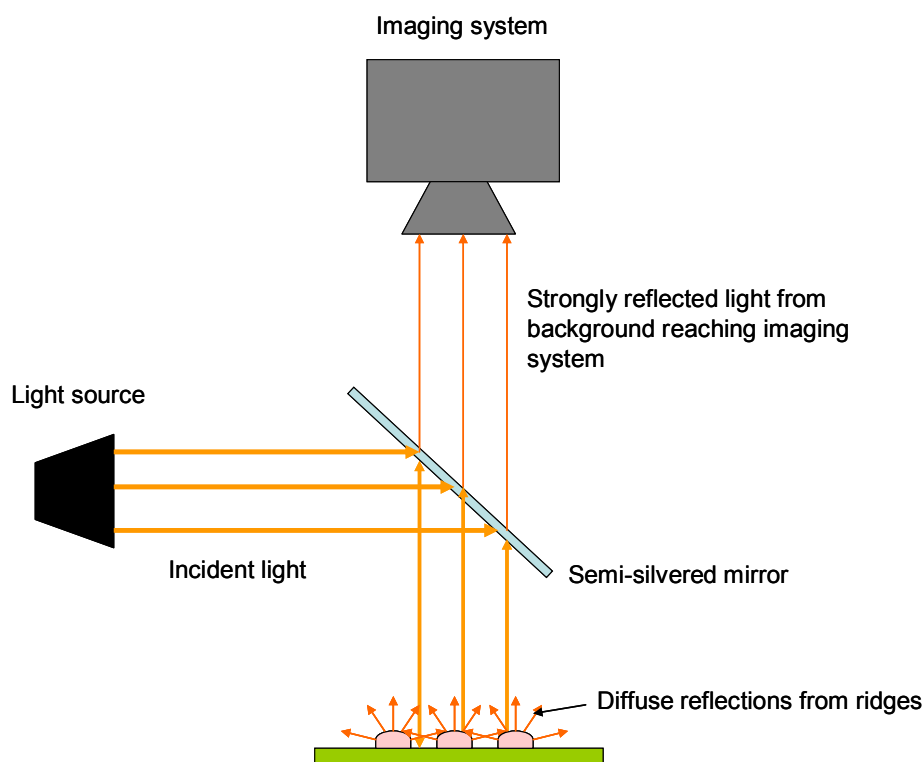 Imaging system
Strongly reflected light from
background reaching imaging
system
Light source
Incident light
Semi-silvered mirror
Diffuse reflections from ridges